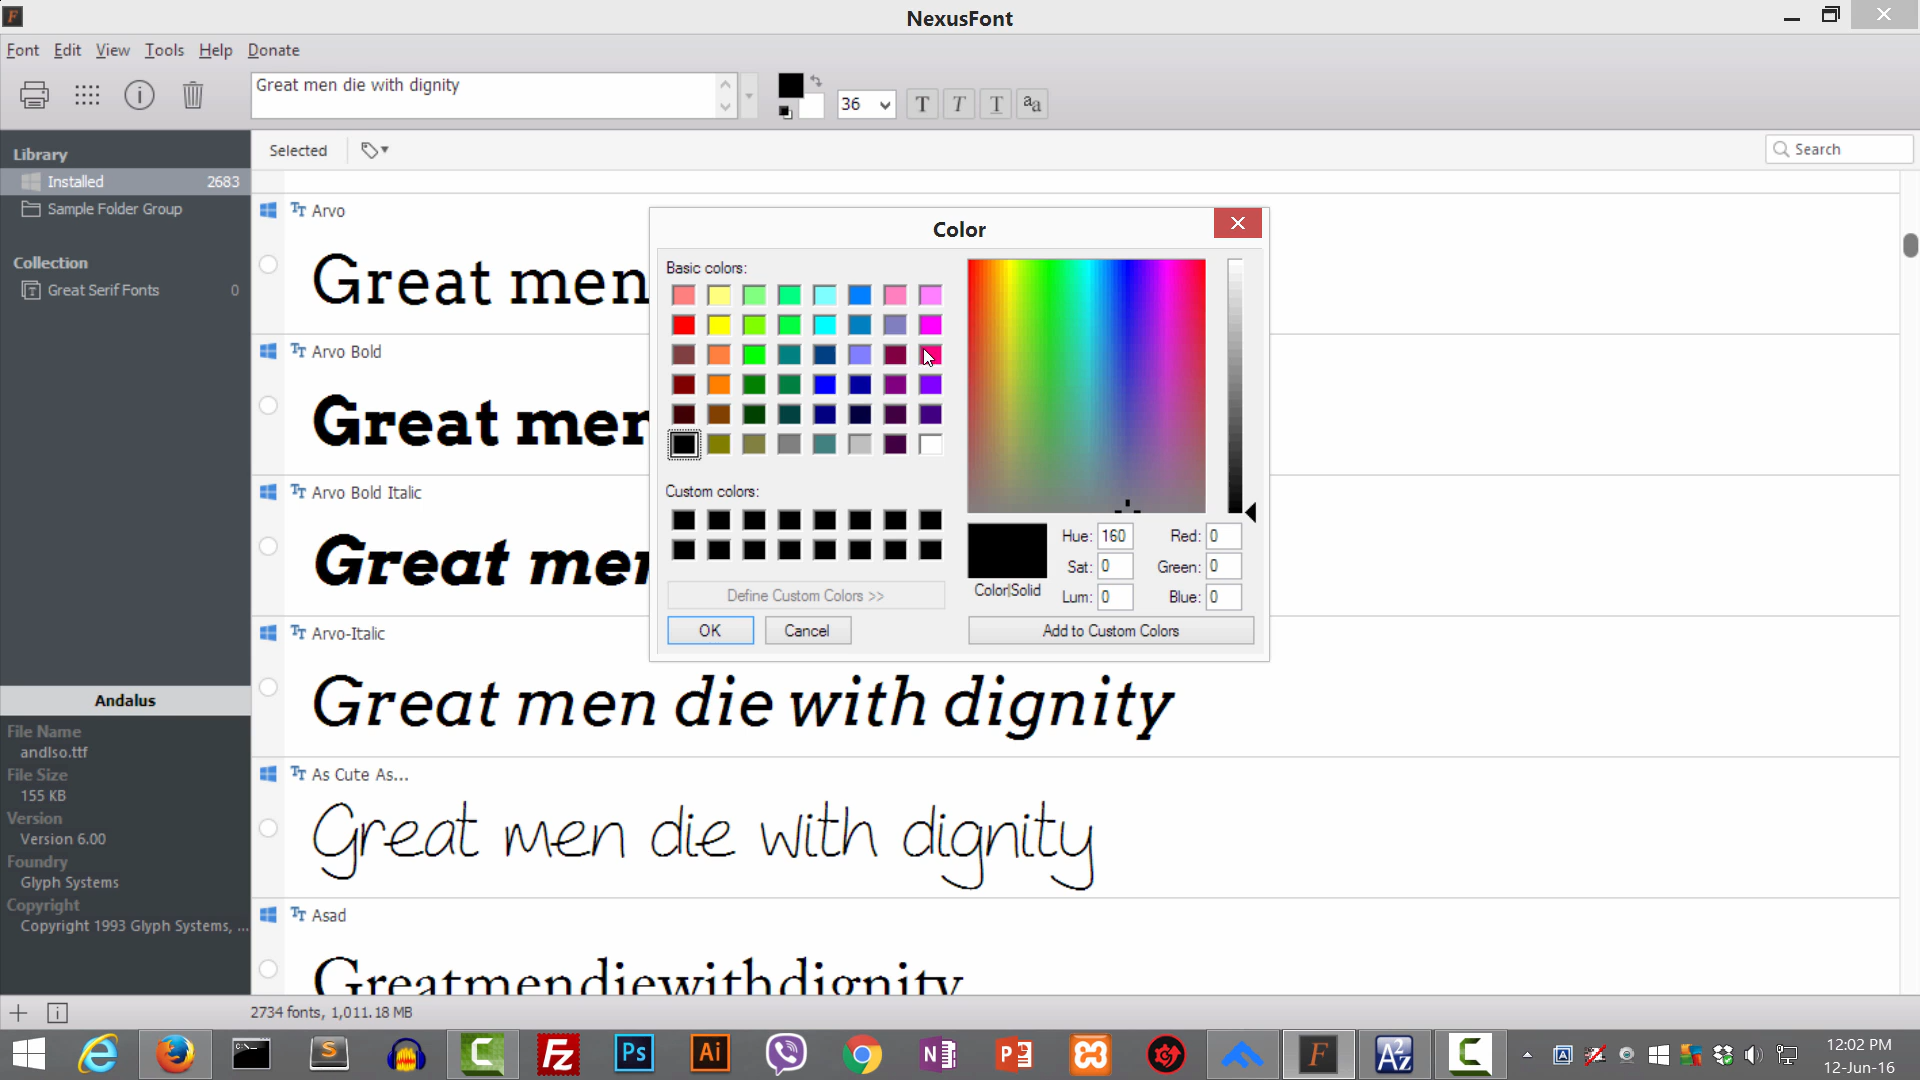 NexusFont
Font Edit View Tools Help Donate
Great men die with dignity
36
Selected
Search
Library
Installed 2683
Sample Folder Group
Collection
Great Serif Fonts 0
Arvo
Great men
Arvo Bold
Great men
Arvo Bold Italic
Great men
Arvo-Italic
Great men die with dignity
As Cute As...
Great men die with dignity
Asad
Greatmendiewithdignity
Color
Basic colors:
Custom colors:
Define Custom Colors >>
OK Cancel
Color|Solid
Hue: 160 Red: 0
Sat: 0 Green: 0
Lum: 0 Blue: 0
Add to Custom Colors
Andalus
File Name
andlso.ttf
File Size
155 KB
Version
Version 6.00
Foundry
Glyph Systems
Copyright
Copyright 1993 Glyph Systems, ...
2734 fonts, 1,011.18 MB
12:02 PM
12-Jun-16